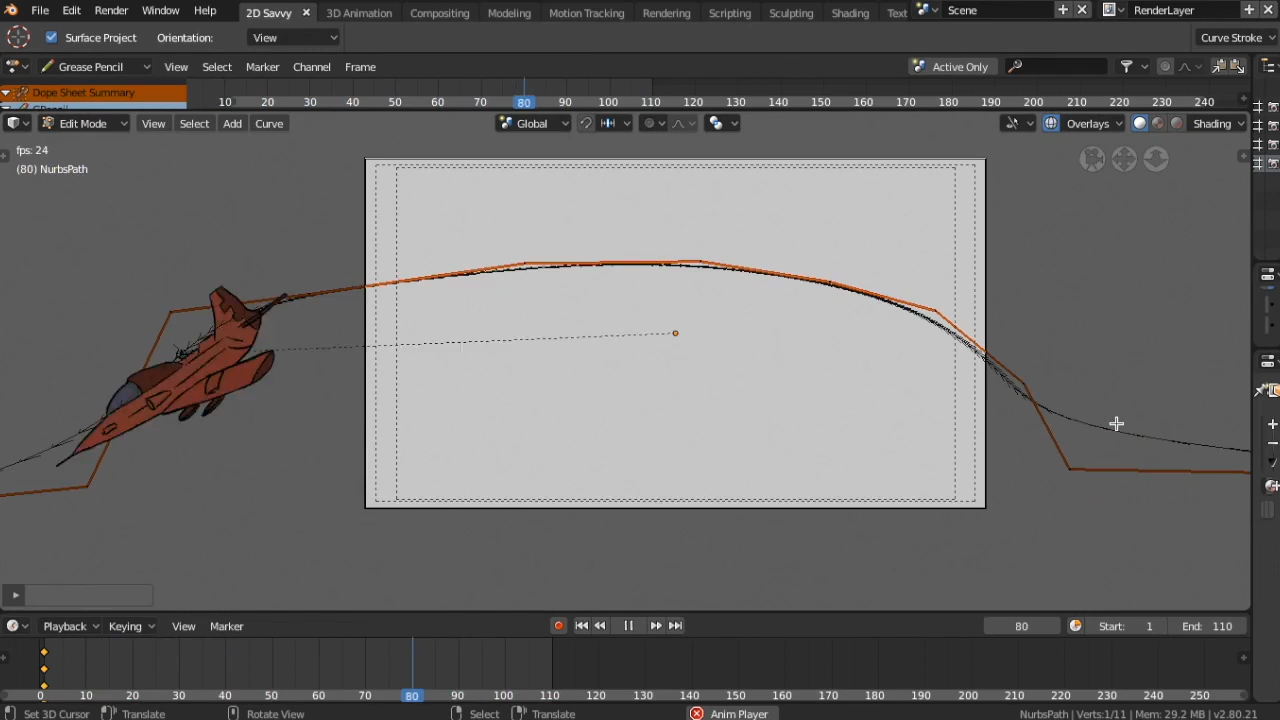 File Edit Render Window Help 2D Savvy 3D Animation Compositing Modeling Motion Tracking Rendering Scripting Sculpting Shading Text Scene RenderLayer
Surface Project Orientation: View Curve Stroke
Grease Pencil View Select Marker Channel Frame Active Only
Dope Sheet Summary
10 20 30 40 50 60 70 80 90 100 110 120 130 140 150 160 170 180 190 200 210 220 230 240
Edit Mode View Select Add Curve Global Overlays Shading
fps: 24
(80) NurbsPath
Playback Keying View Marker 80 Start: 1 End: 110
0 10 20 30 40 50 60 70 80 90 100 110 120 130 140 150 160 170 180 190 200 210 220 230 240 250
Set 3D Cursor Translate Rotate View Select Translate Anim Player NurbsPath | Verts:1/11 | Mem: 29.2 MB | v2.80.21